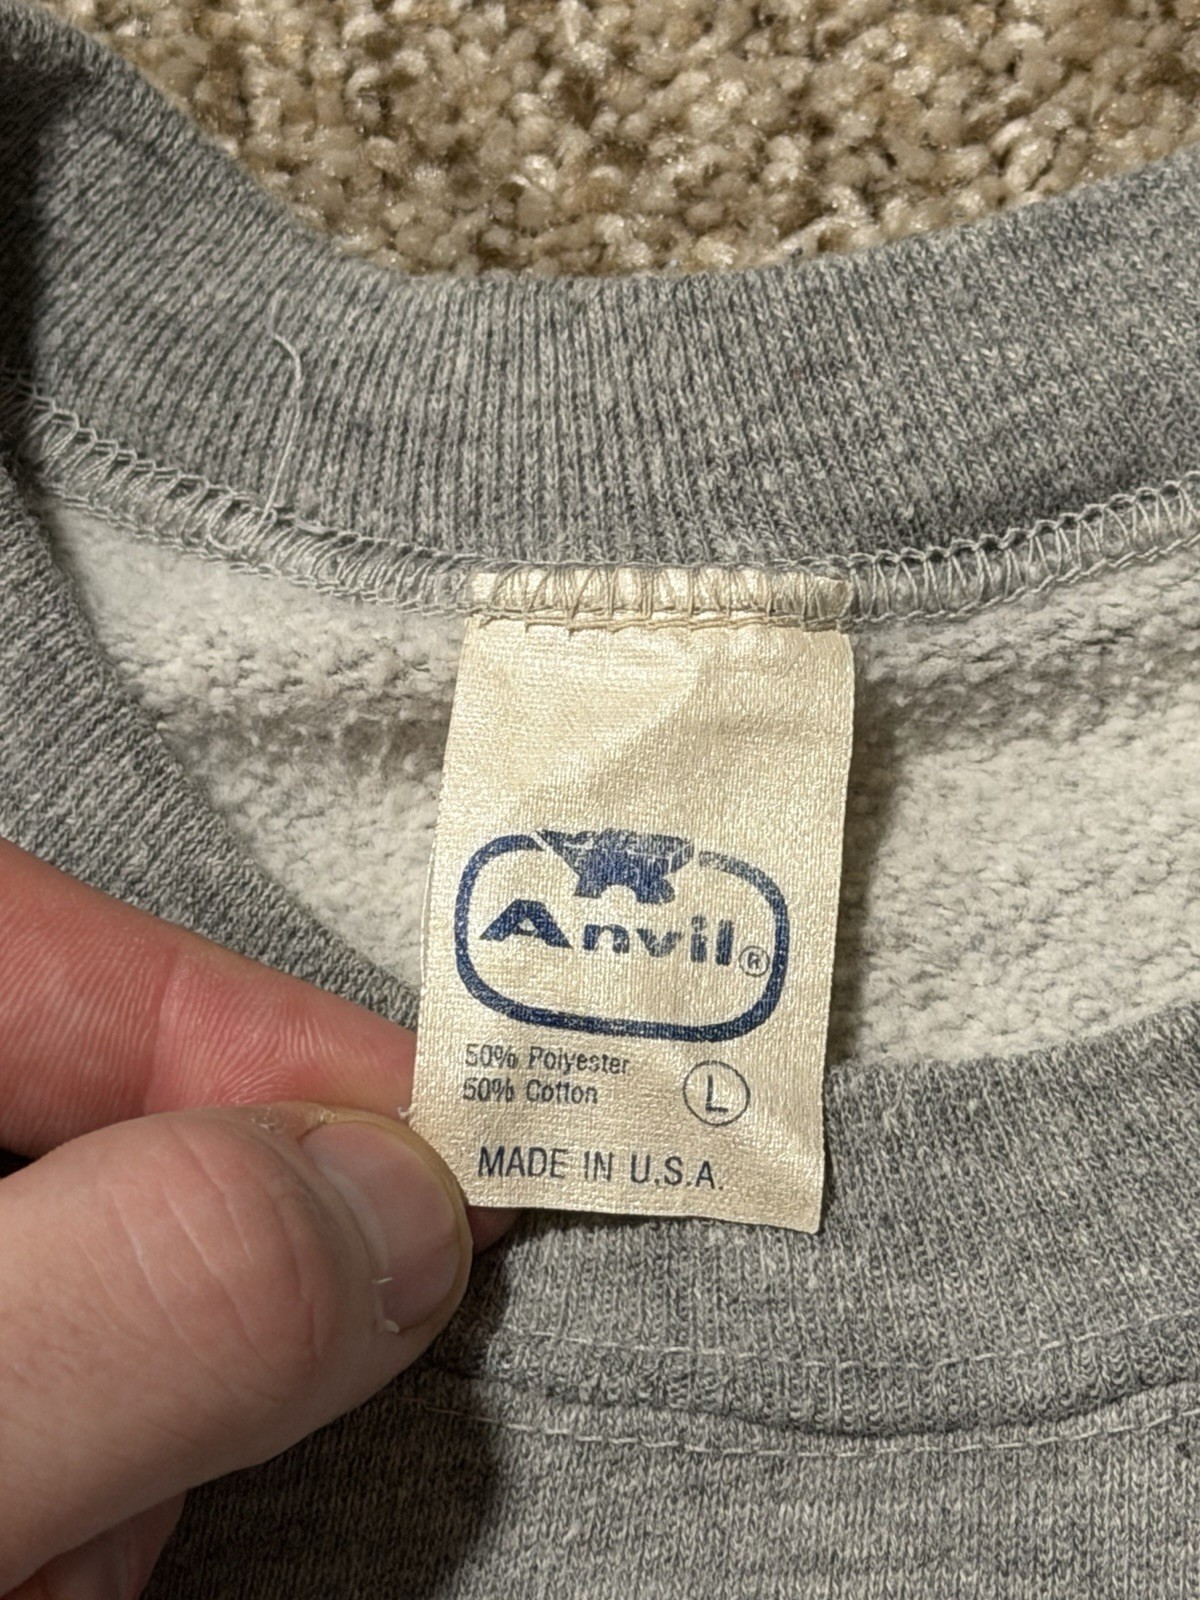 Anvil®
50% Polyester
50% Cotton
L
MADE IN U.S.A.